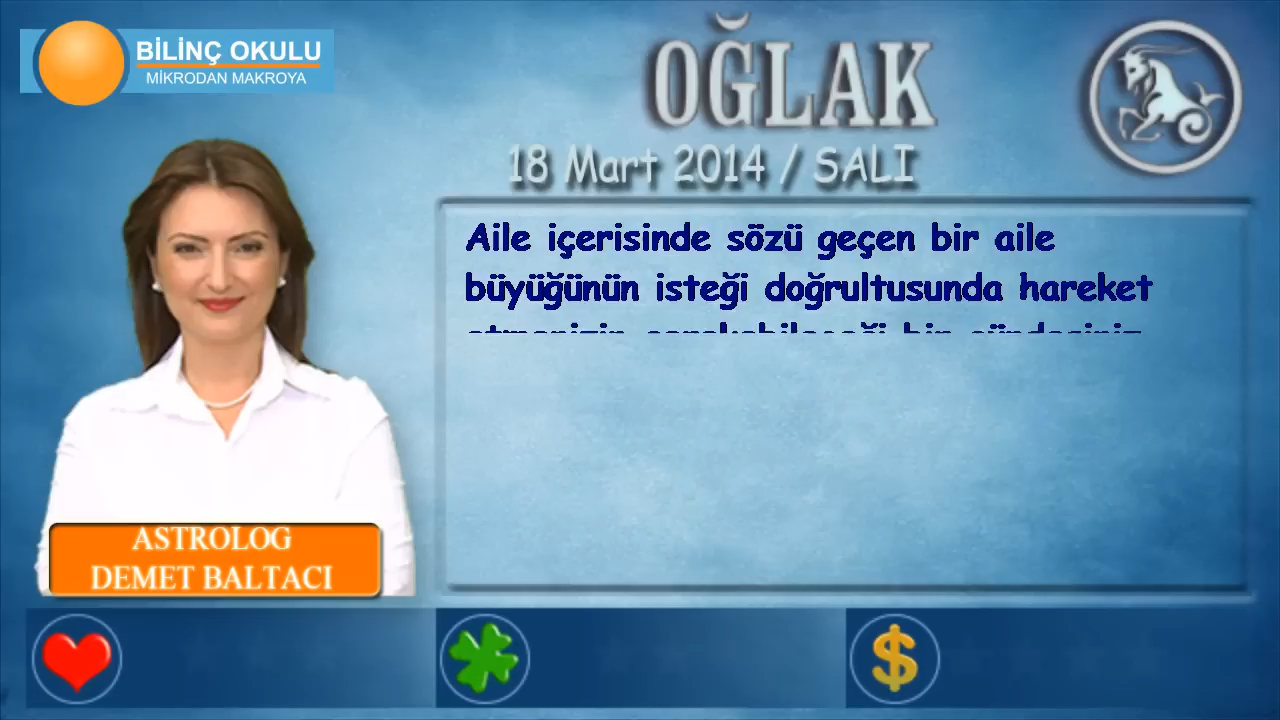 BİLİNÇ OKULU
MİKRODAN MAKROYA
OĞLAK
18 Mart 2014 / SALI
Aile içerisinde sözü geçen bir aile
büyüğünün isteği doğrultusunda hareket
ASTROLOG
DEMET BALTACI